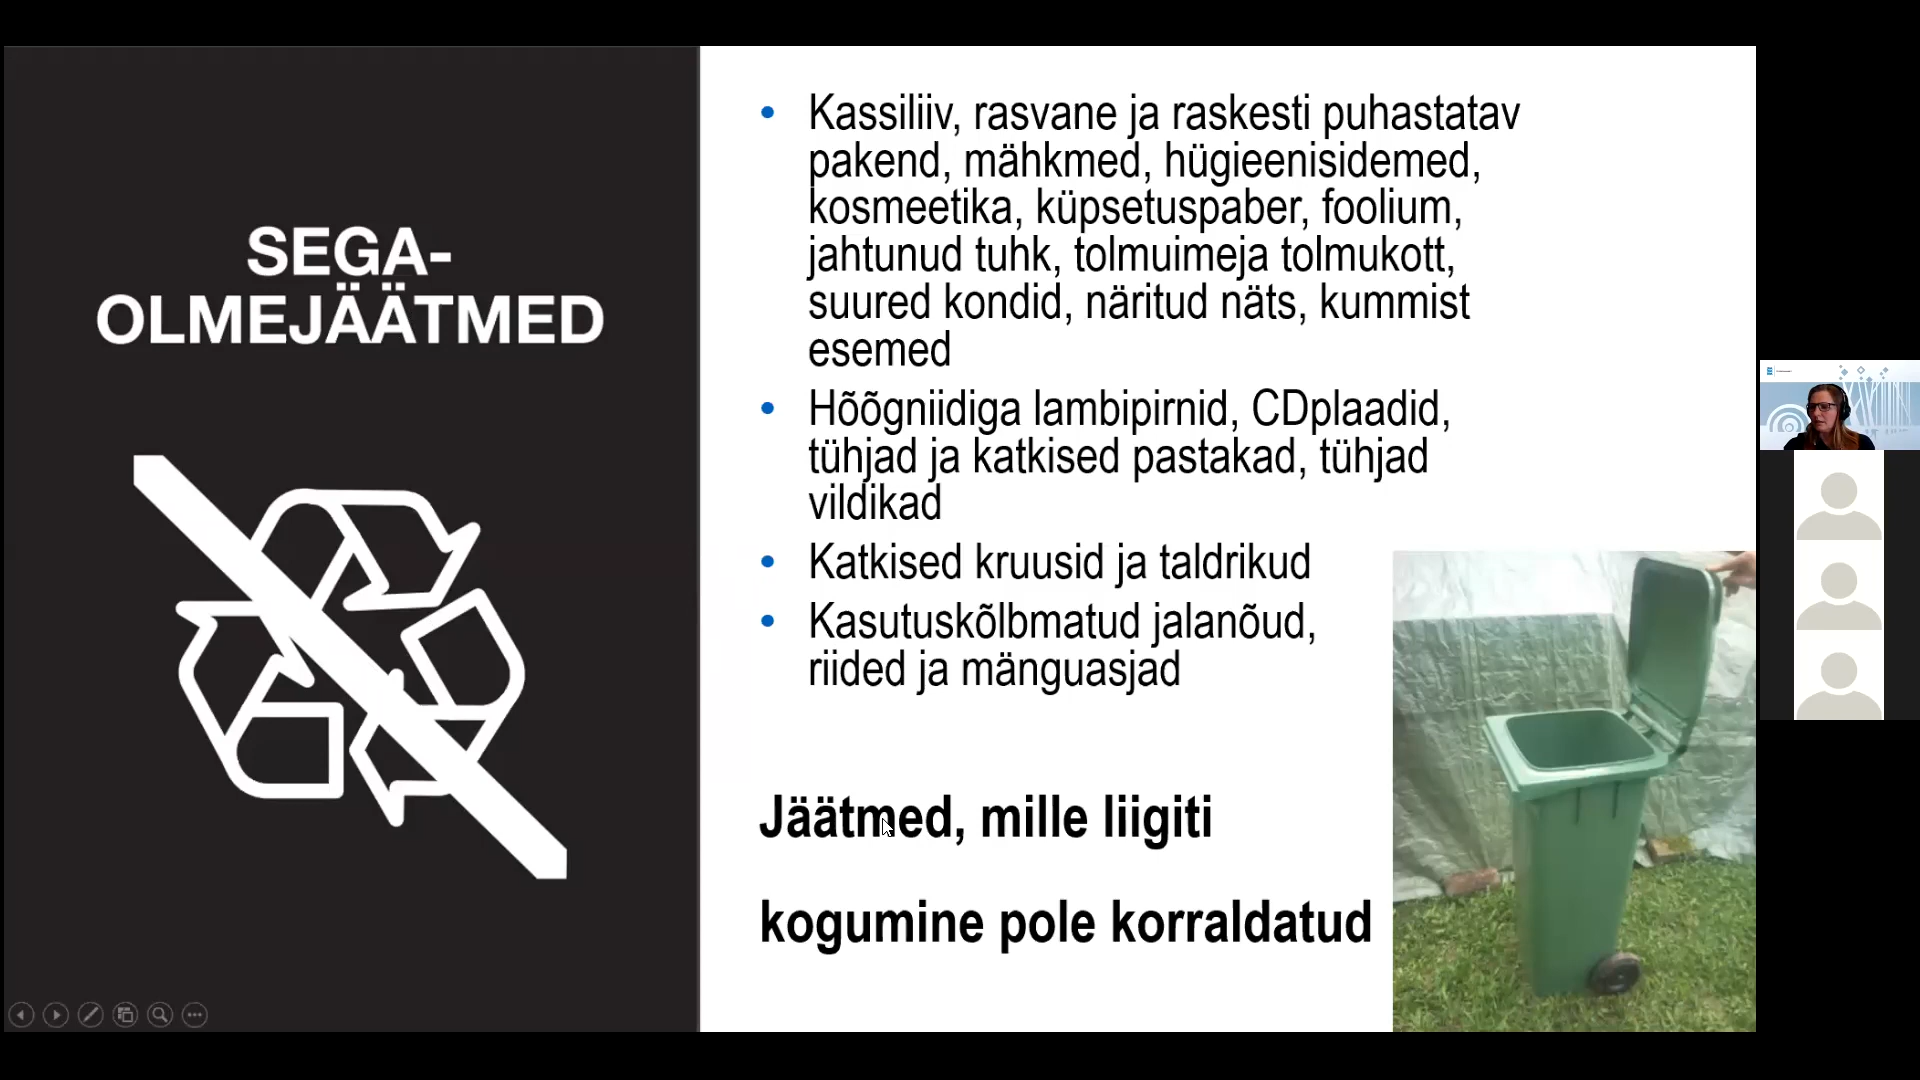 SEGA-
OLMEJÄÄTMED
• Kassiliiv, rasvane ja raskesti puhastatav
pakend, mähkmed, hügieenisidemed,
kosmeetika, küpsetuspaber, foolium,
jahtunud tuhk, tolmuimeja tolmukott,
suured kondid, näritud näts, kummist
esemed
• Hõõgniidiga lambipirnid, CDplaadid,
tühjad ja katkised pastakad, tühjad
vildikad
• Katkised kruusid ja taldrikud
• Kasutuskõlbmatud jalanõud,
riided ja mänguasjad
Jäätmed, mille liigiti
kogumine pole korraldatud